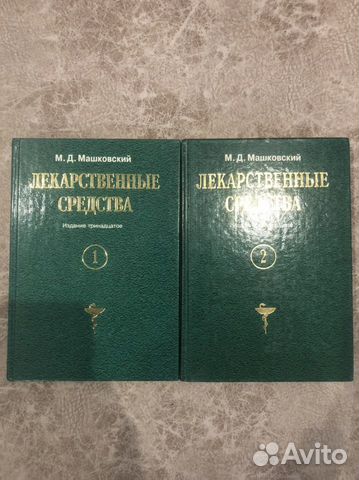 М. Д. Машковский
ЛЕКАРСТВЕННЫЕ
СРЕДСТВА
Издание тринадцатое
1
М. Д. Машковский
ЛЕКАРСТВЕННЫЕ
СРЕДСТВА
2
Avito